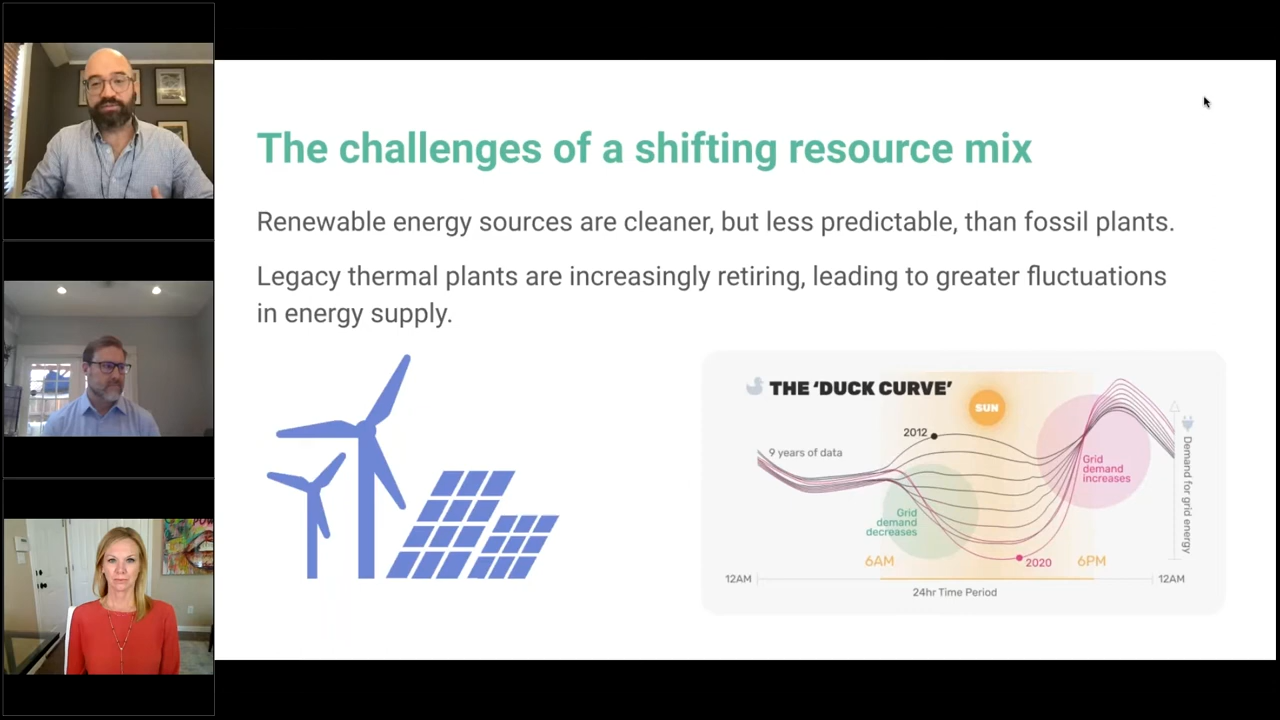 The challenges of a shifting resource mix
Renewable energy sources are cleaner, but less predictable, than fossil plants.
Legacy thermal plants are increasingly retiring, leading to greater fluctuations
in energy supply.
THE ‘DUCK CURVE’
SUN
2012
9 years of data
Grid
demand
increases
Grid
demand
decreases
Demand for grid energy
6AM
2020
6PM
12AM
12AM
24hr Time Period